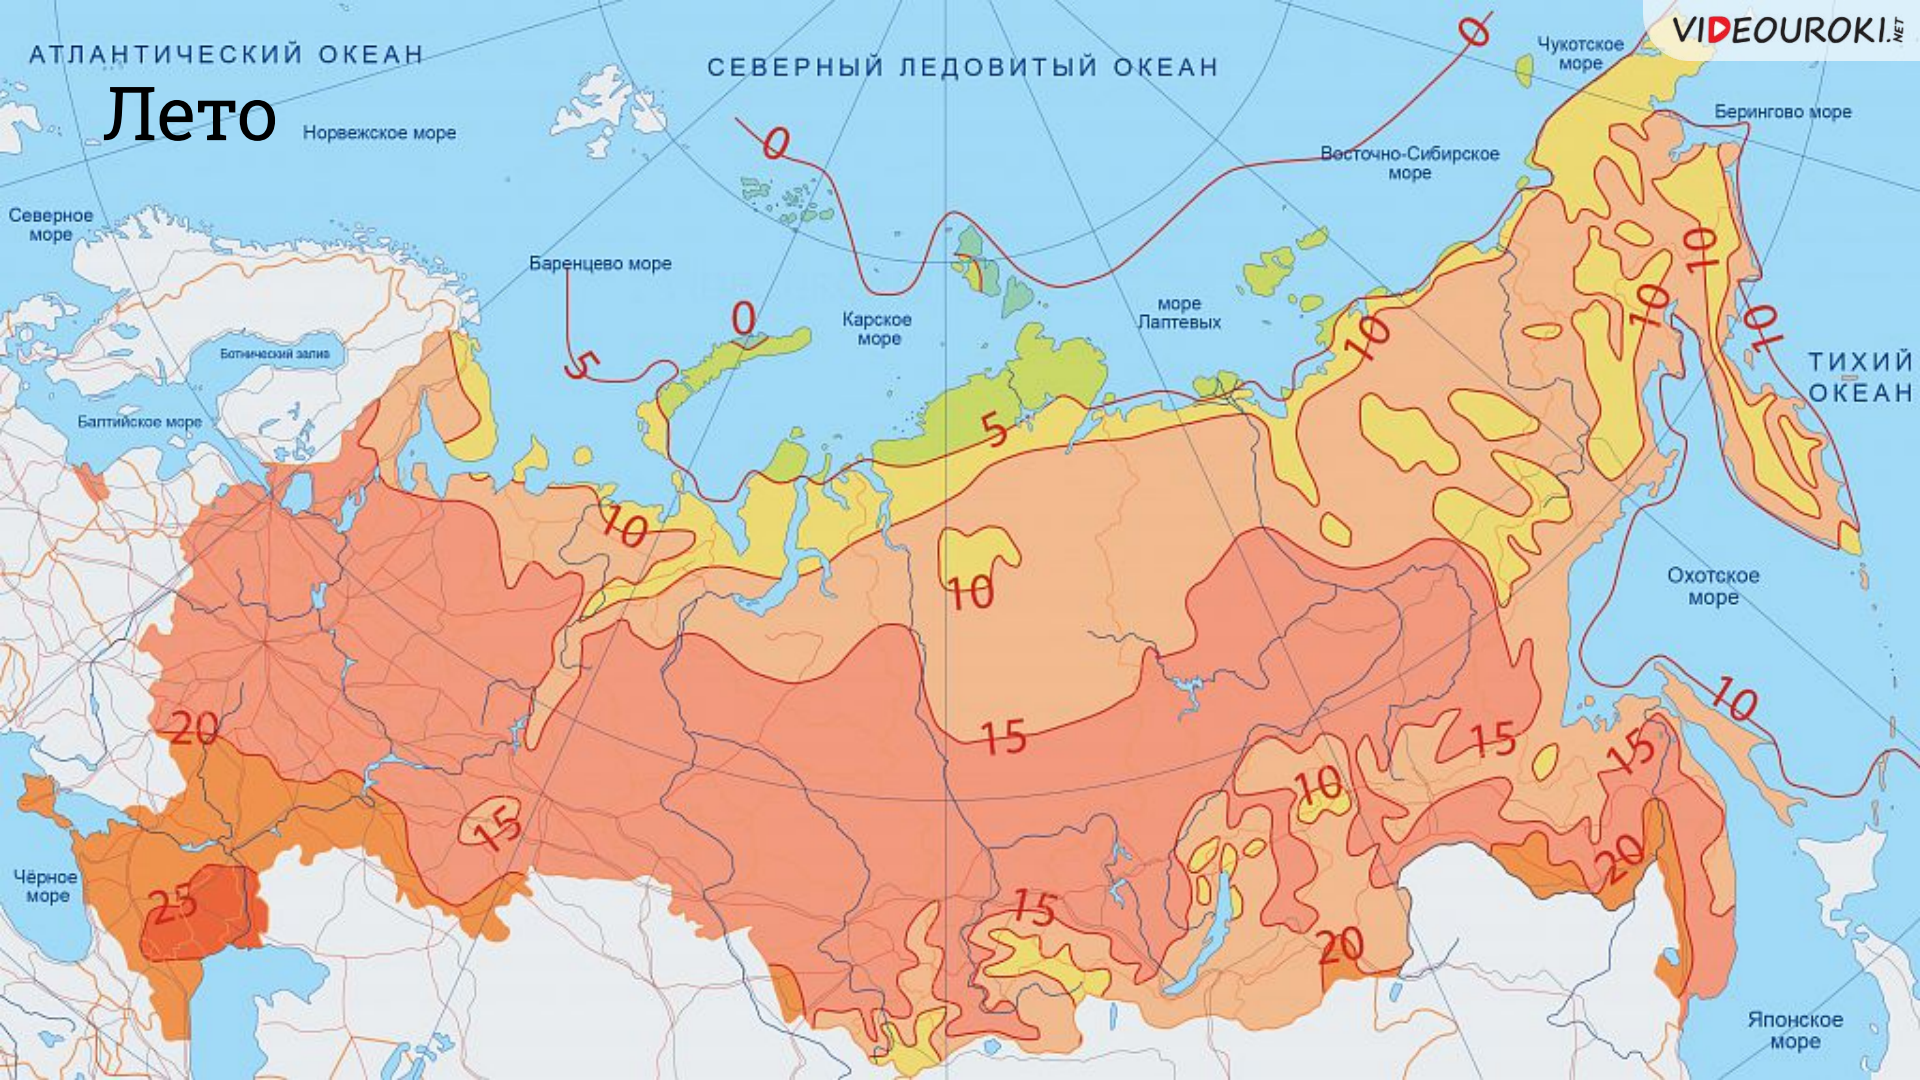 VIDEOUROKI.NET
АТЛАНТИЧЕСКИЙ ОКЕАН
Лето
СЕВЕРНЫЙ ЛЕДОВИТЫЙ ОКЕАН
Чукотское
море
0
Берингово море
Норвежское море
0
Восточно-Сибирское
море
Северное
море
Баренцево море
10
0
Карское
море
море
Лаптевых
10
10
10
5
Ботнический залив
ТИХИЙ
ОКЕАН
Балтийское море
5
10
10
Охотское
море
20
15
15
15
10
10
15
15
20
25
Чёрное
море
15
20
Японское
море